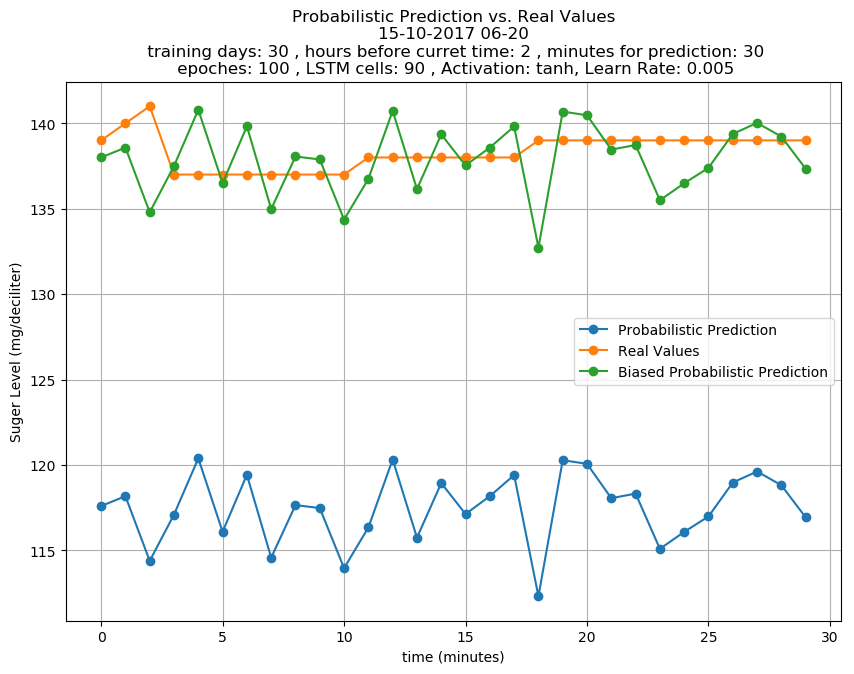 Probabilistic Prediction vs. Real Values
15-10-2017 06-20
training days: 30 , hours before curret time: 2 , minutes for prediction: 30
epoches: 100 , LSTM cells: 90 , Activation: tanh, Learn Rate: 0.005
140
135
130
125
120
115
Suger Level (mg/deciliter)
Probabilistic Prediction
Real Values
Biased Probabilistic Prediction
0 5 10 15 20 25 30
time (minutes)